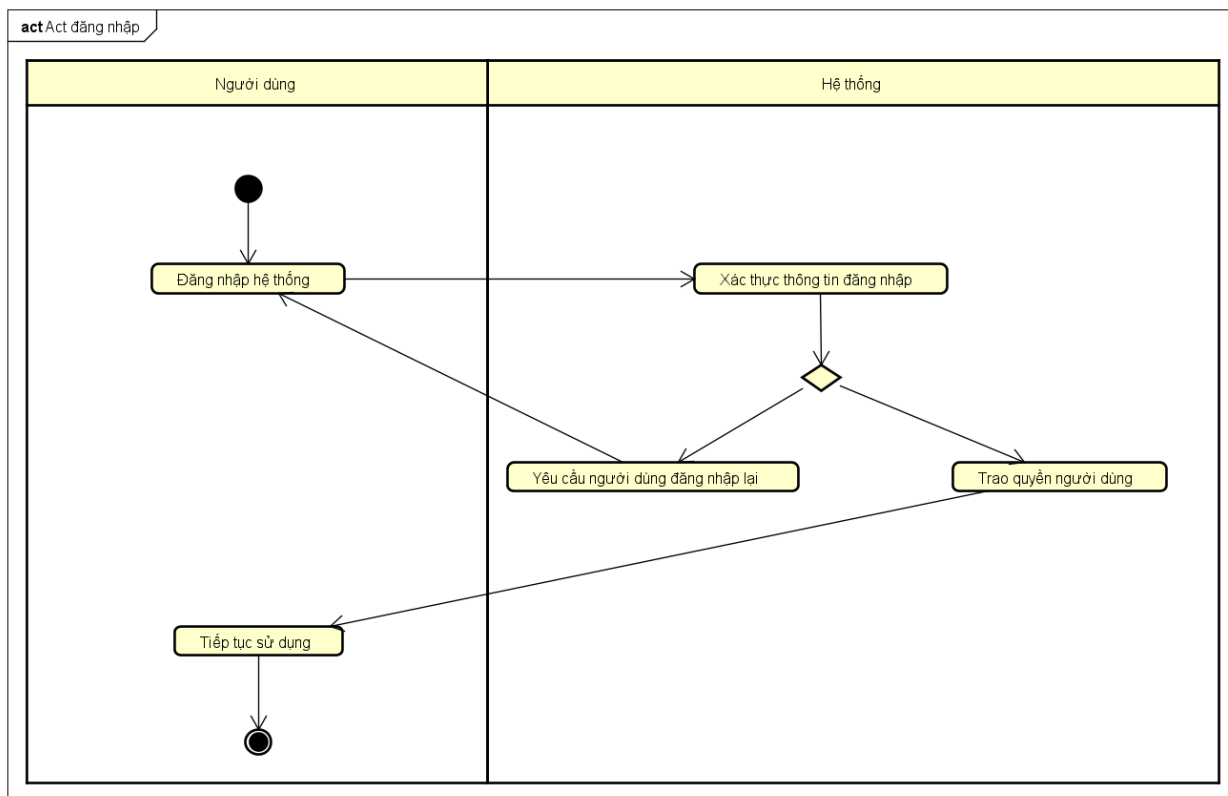 act Act đăng nhập
Người dùng
Hệ thống
Đăng nhập hệ thống
Xác thực thông tin đăng nhập
Yêu cầu người dùng đăng nhập lại
Trao quyền người dùng
Tiếp tục sử dụng